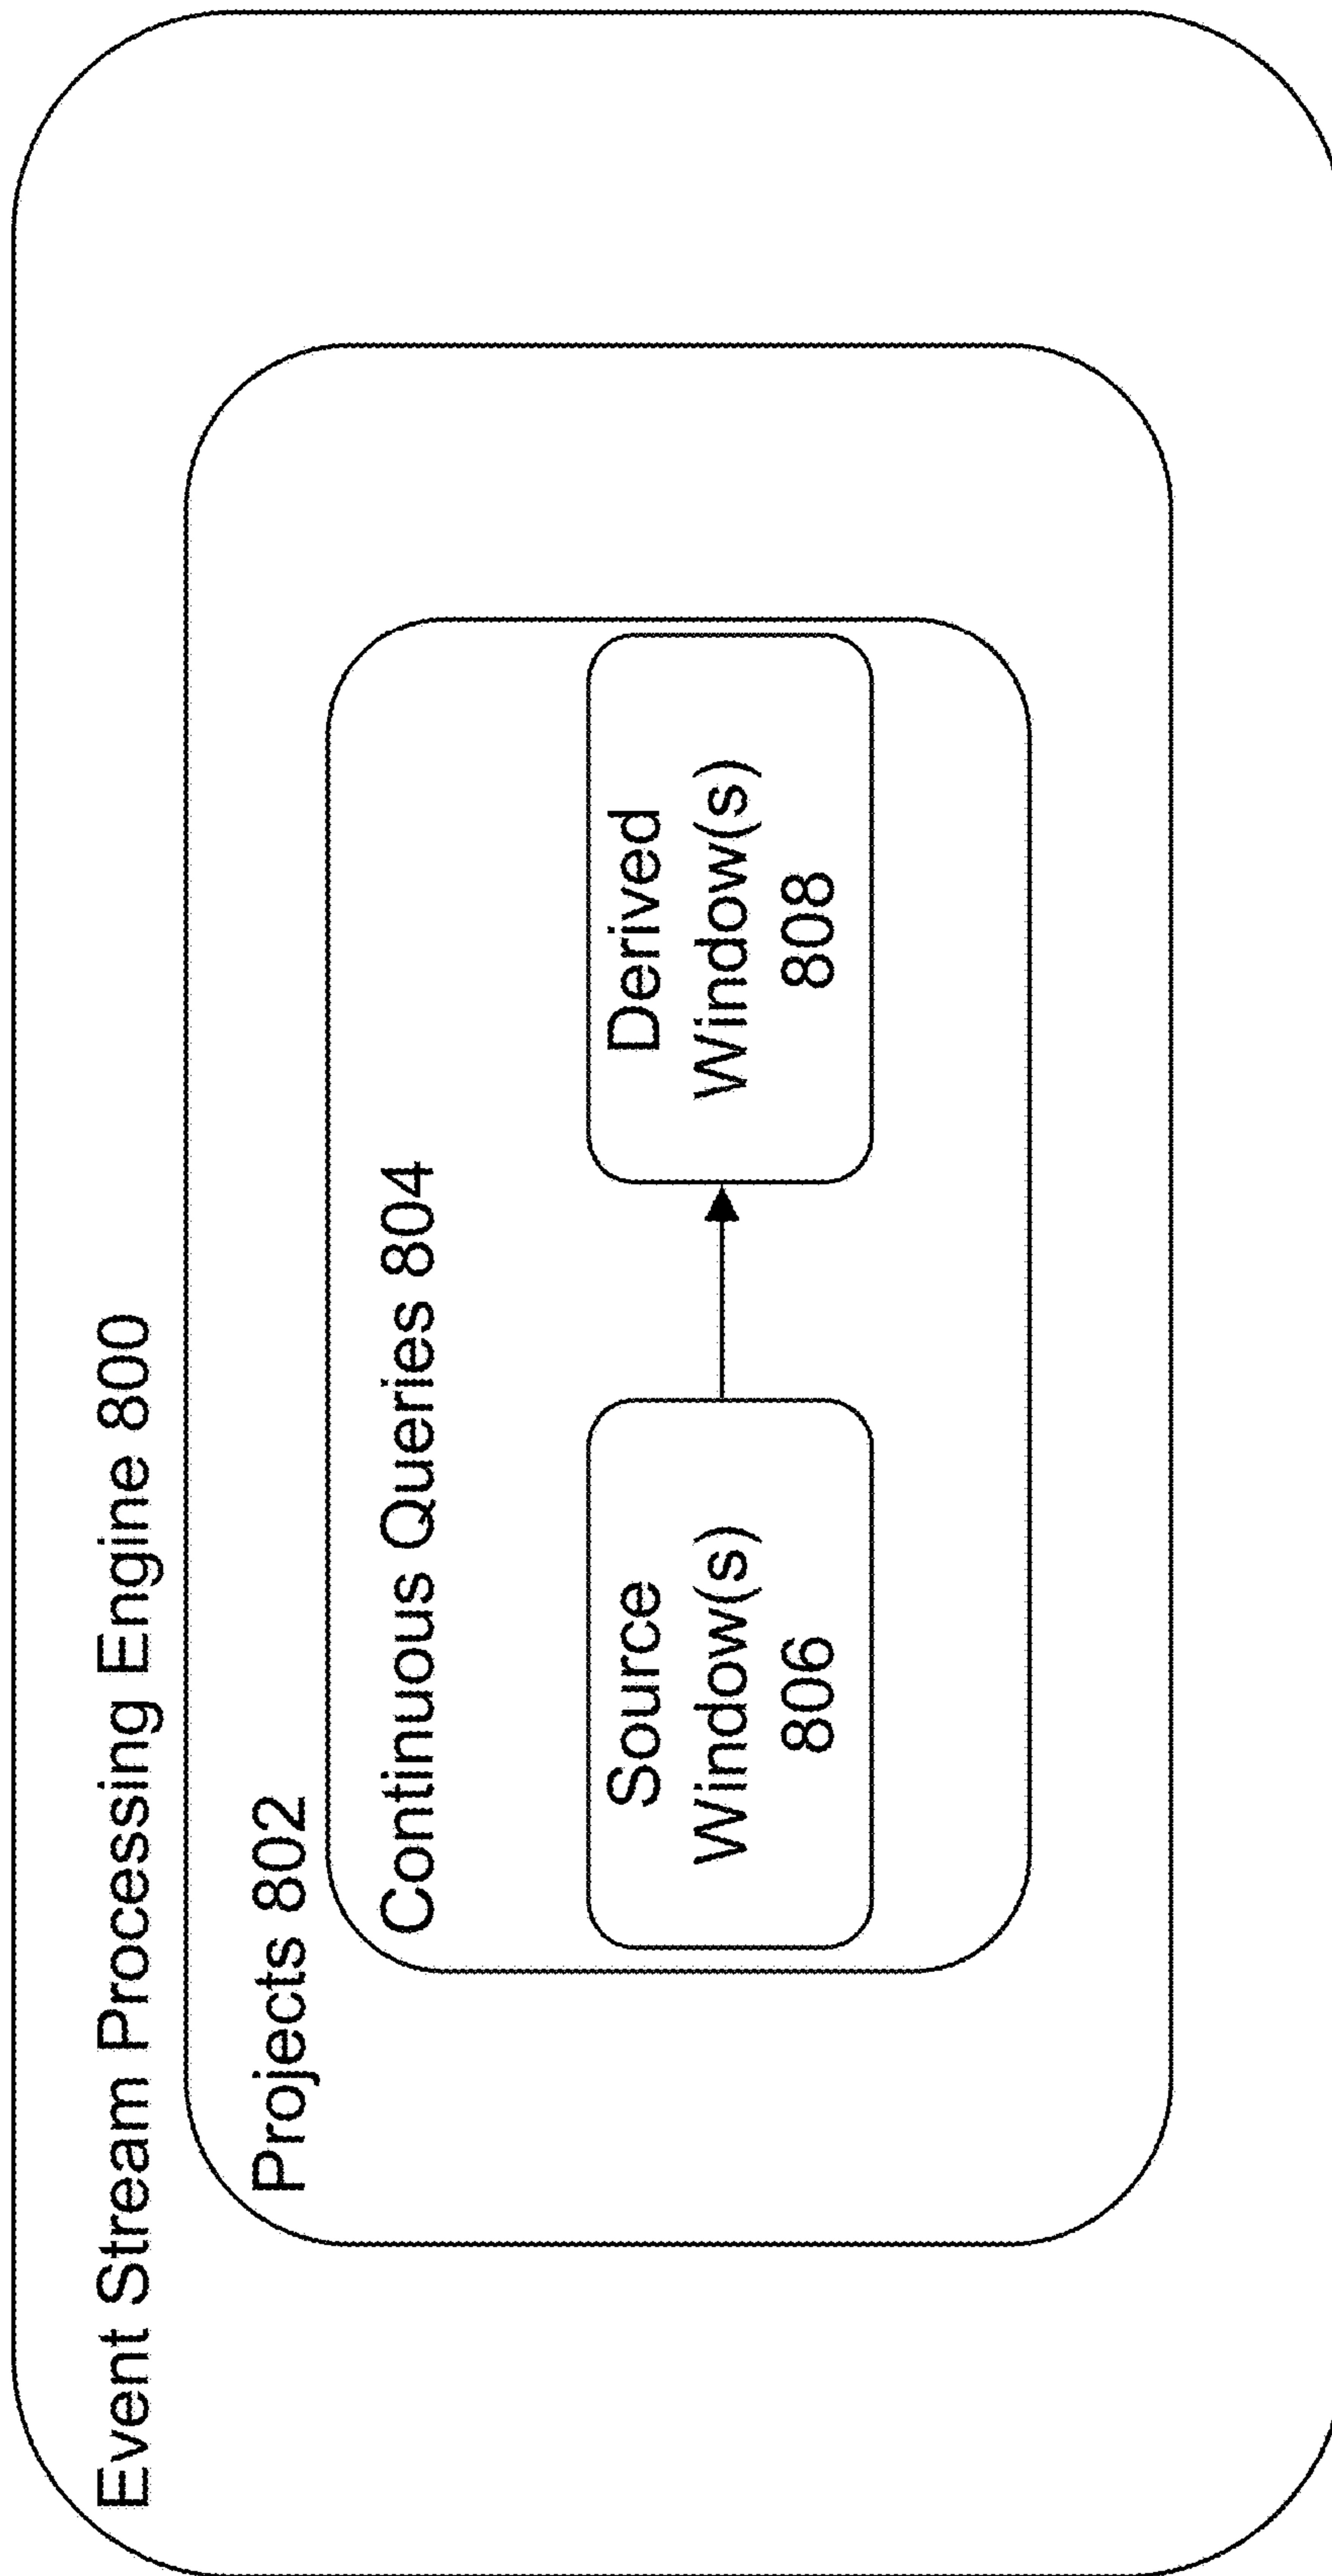 Event Stream Processing Engine 800
Projects 802
Continuous Queries 804
Source
Window(s)
806
Derived
Window(s)
808